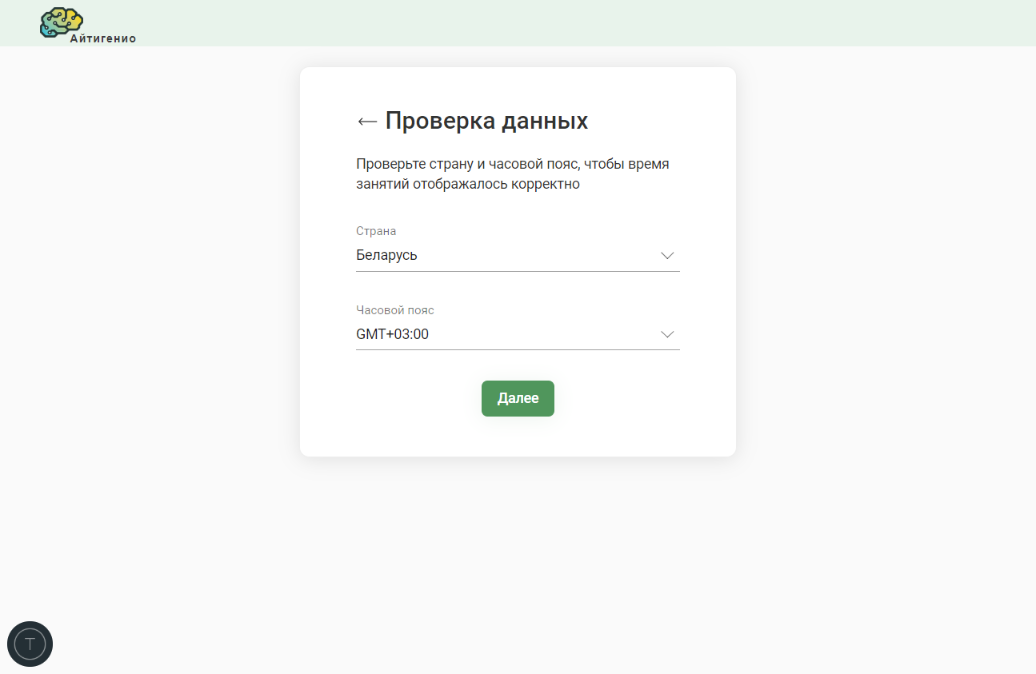 Айтигенио
Проверка данных
Проверьте страну и часовой пояс, чтобы время
занятий отображалось корректно
Страна
Беларусь
Часовой пояс
GMT+03:00
Далее
T